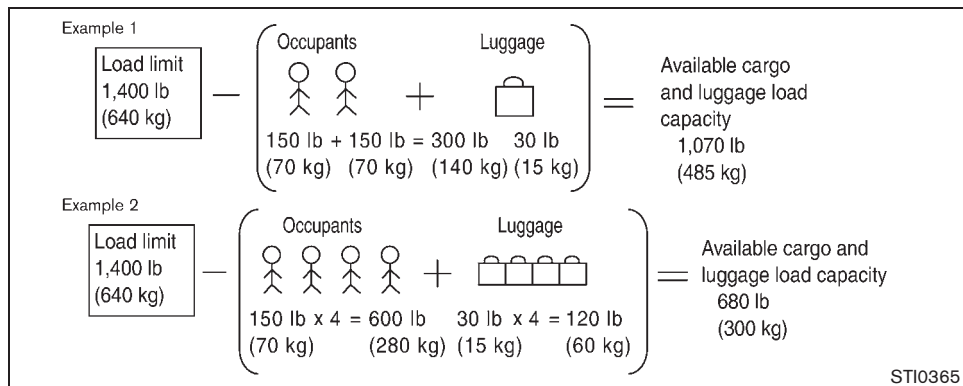 Example 1
Load limit
1,400 lb
(640 kg)
Occupants
Luggage
150 lb + 150 lb = 300 lb 30 lb
(70 kg) (70 kg) (140 kg) (15 kg)
Available cargo
and luggage load
capacity
1,070 lb
(485 kg)
Example 2
Load limit
1,400 lb
(640 kg)
Occupants
Luggage
150 lb x 4 = 600 lb 30 lb x 4 = 120 lb
(70 kg) (280 kg) (15 kg) (60 kg)
Available cargo and
luggage load capacity
680 lb
(300 kg)
STI0365